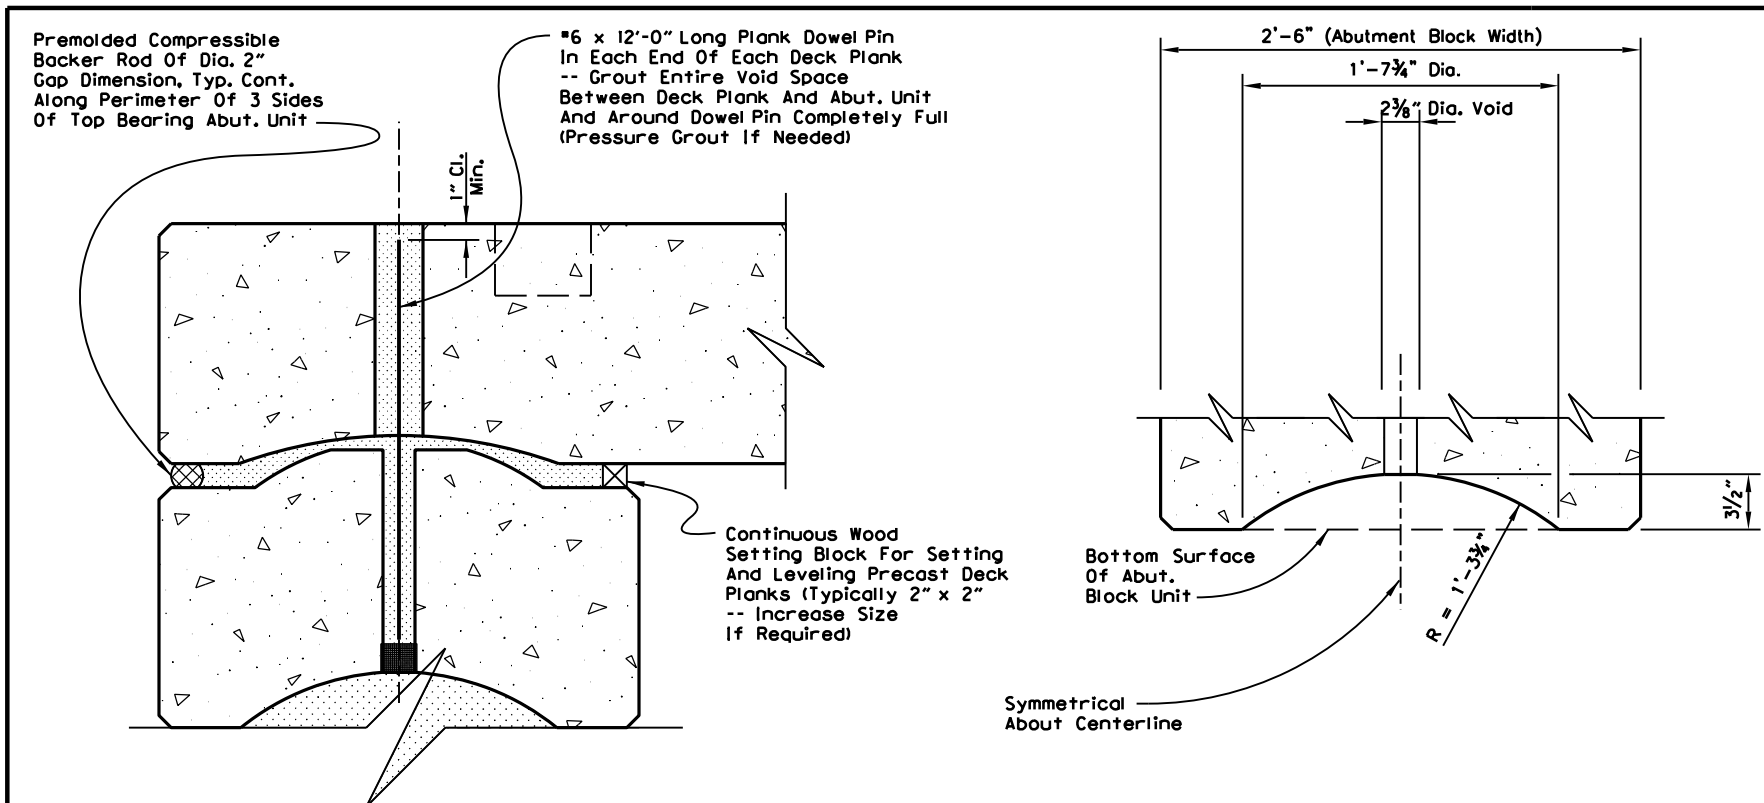 Premolded Compressible
Backer Rod Of Dia. 2"
Gap Dimension, Typ. Cont.
Along Perimeter Of 3 Sides
Of Top Bearing Abut. Unit
#6 x 12'-0" Long Plank Dowel Pin
In Each End Of Each Deck Plank
-- Grout Entire Void Space
Between Deck Plank And Abut. Unit
And Around Dowel Pin Completely Full
(Pressure Grout If Needed)
1" Cl.
Min.
Continuous Wood
Setting Block For Setting
And Leveling Precast Deck
Planks (Typically 2" x 2"
-- Increase Size
If Required)
2'-6" (Abutment Block Width)
1'-7¾" Dia.
2⅜" Dia. Void
3½"
R = 1'-3¾"
Bottom Surface
Of Abut.
Block Unit
Symmetrical
About Centerline